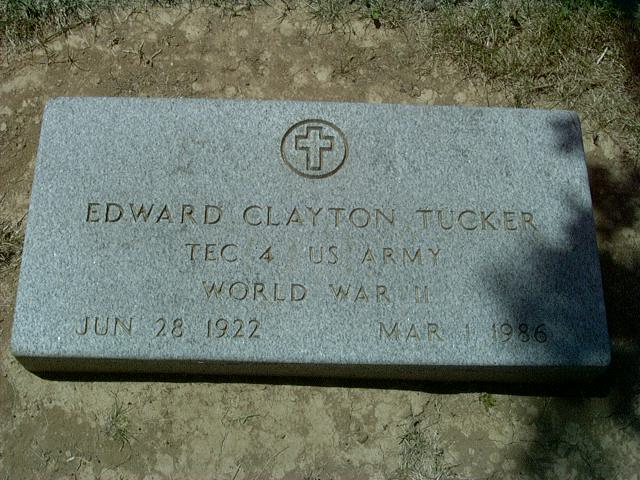 EDWARD CLAYTON TUCKER
TEC 4 US ARMY
WORLD WAR II
JUN 28 1922 MAR 1 1986